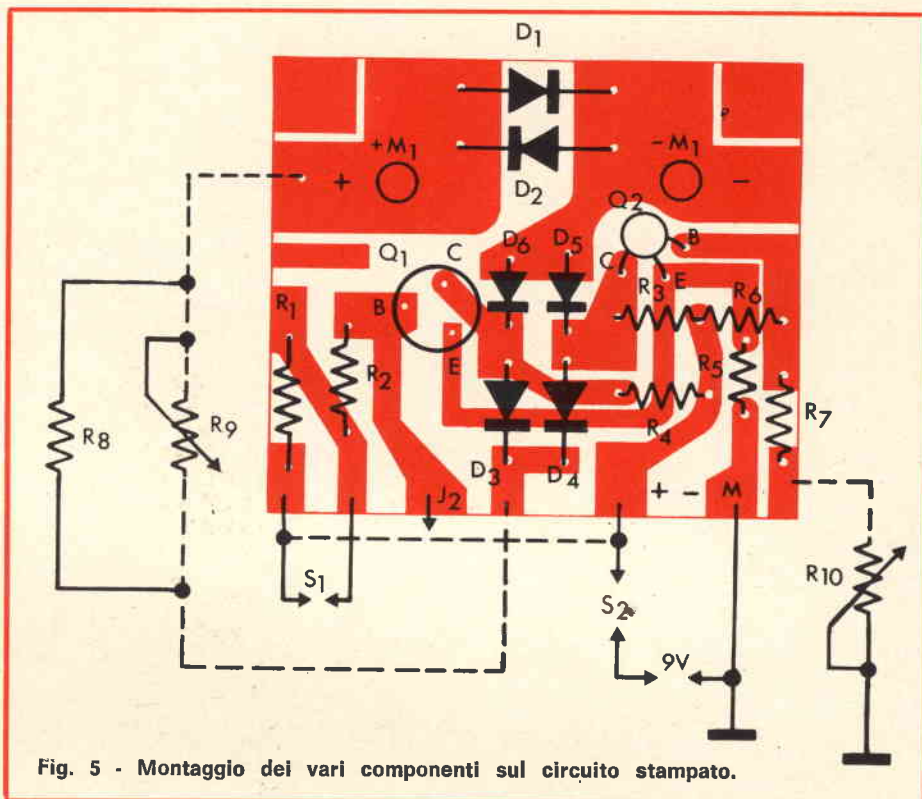 D1
+M1
-M1
+
-
D2
Q2
B
Q1
C
D6
D5
C
E
R3
R6
R1
B
R2
E
R5
R8
R9
R4
R7
D3
D4
J2
+ - M
S1
S2
R10
9V
Fig. 5 - Montaggio dei vari componenti sul circuito stampato.